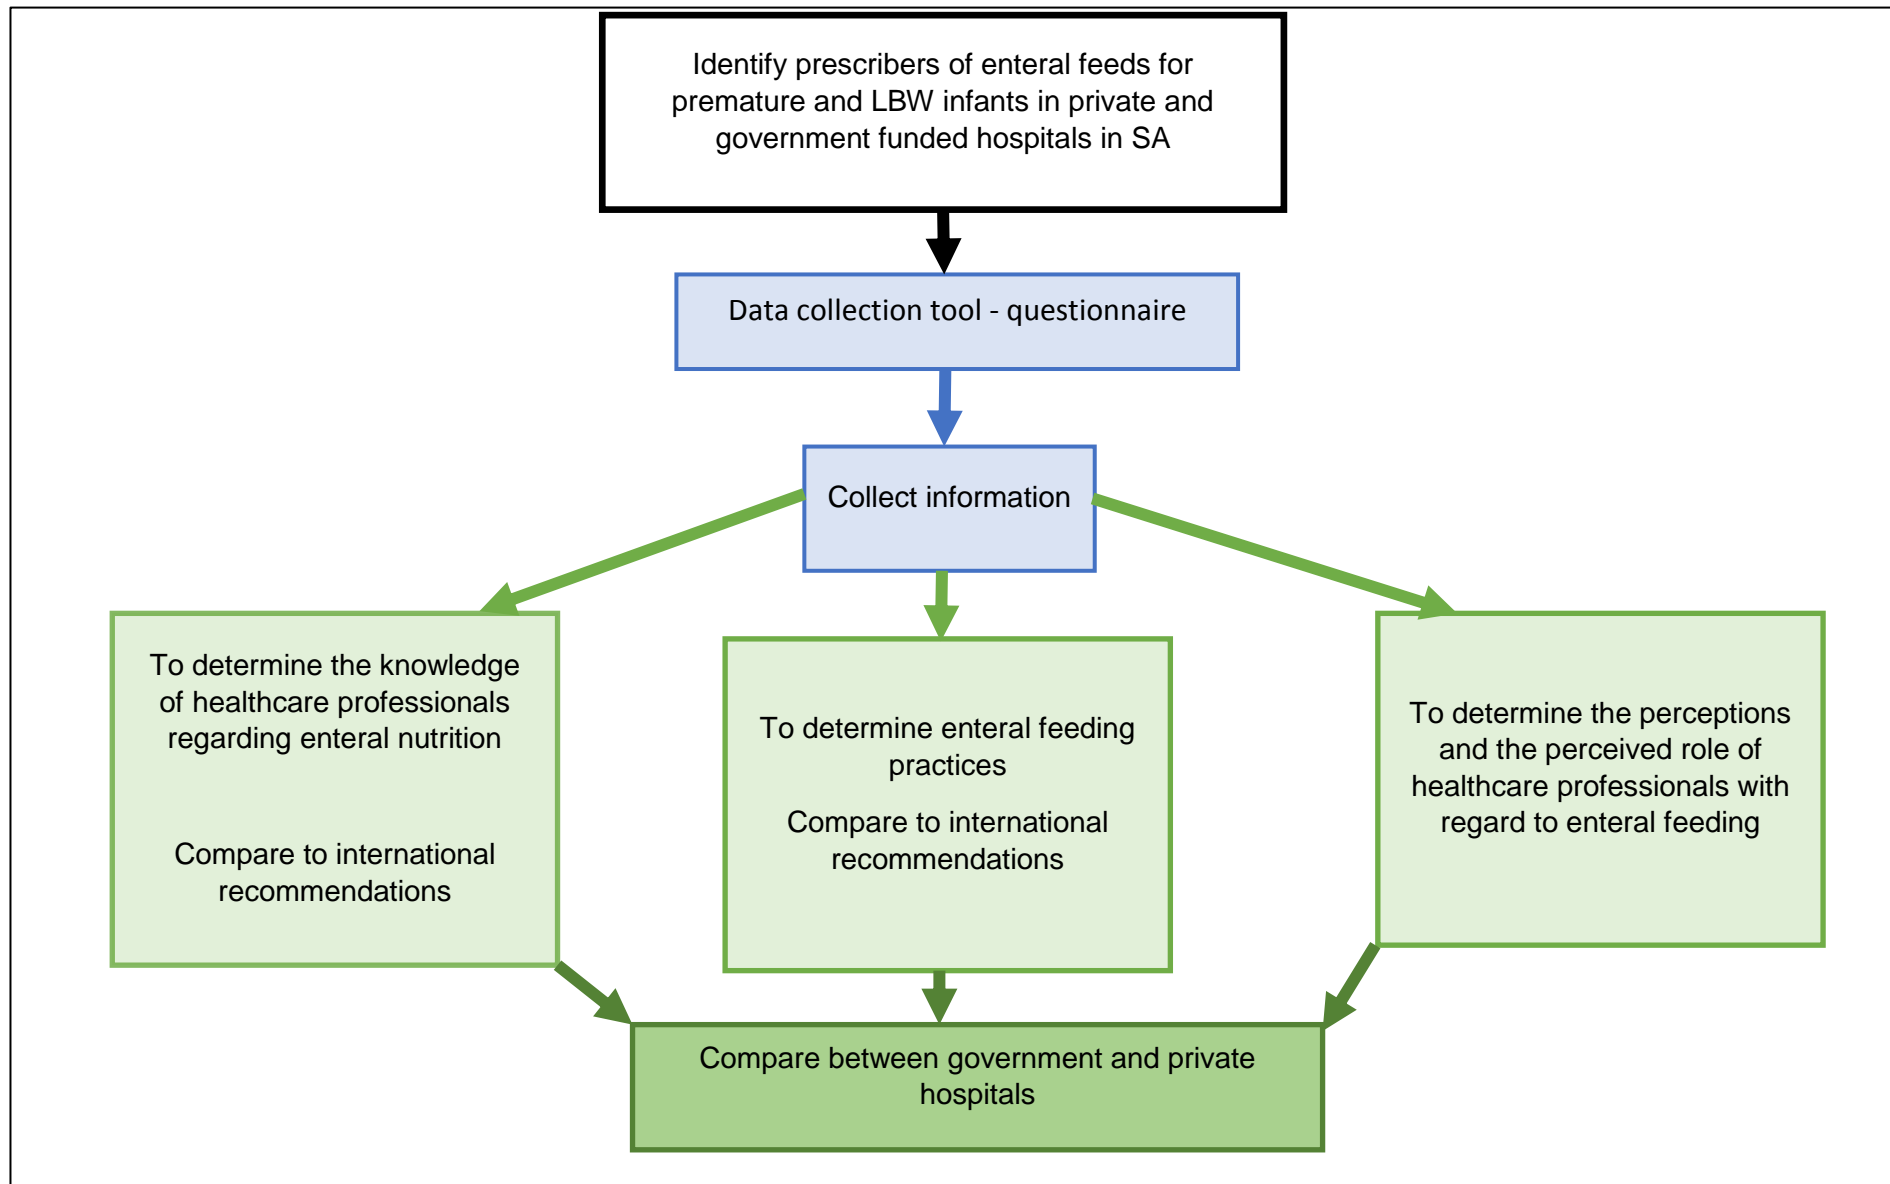 Identify prescribers of enteral feeds for
premature and LBW infants in private and
government funded hospitals in SA
Data collection tool - questionnaire
Collect information
To determine the knowledge
of healthcare professionals
regarding enteral nutrition
Compare to international
recommendations
To determine enteral feeding
practices
Compare to international
recommendations
To determine the perceptions
and the perceived role of
healthcare professionals with
regard to enteral feeding
Compare between government and private
hospitals